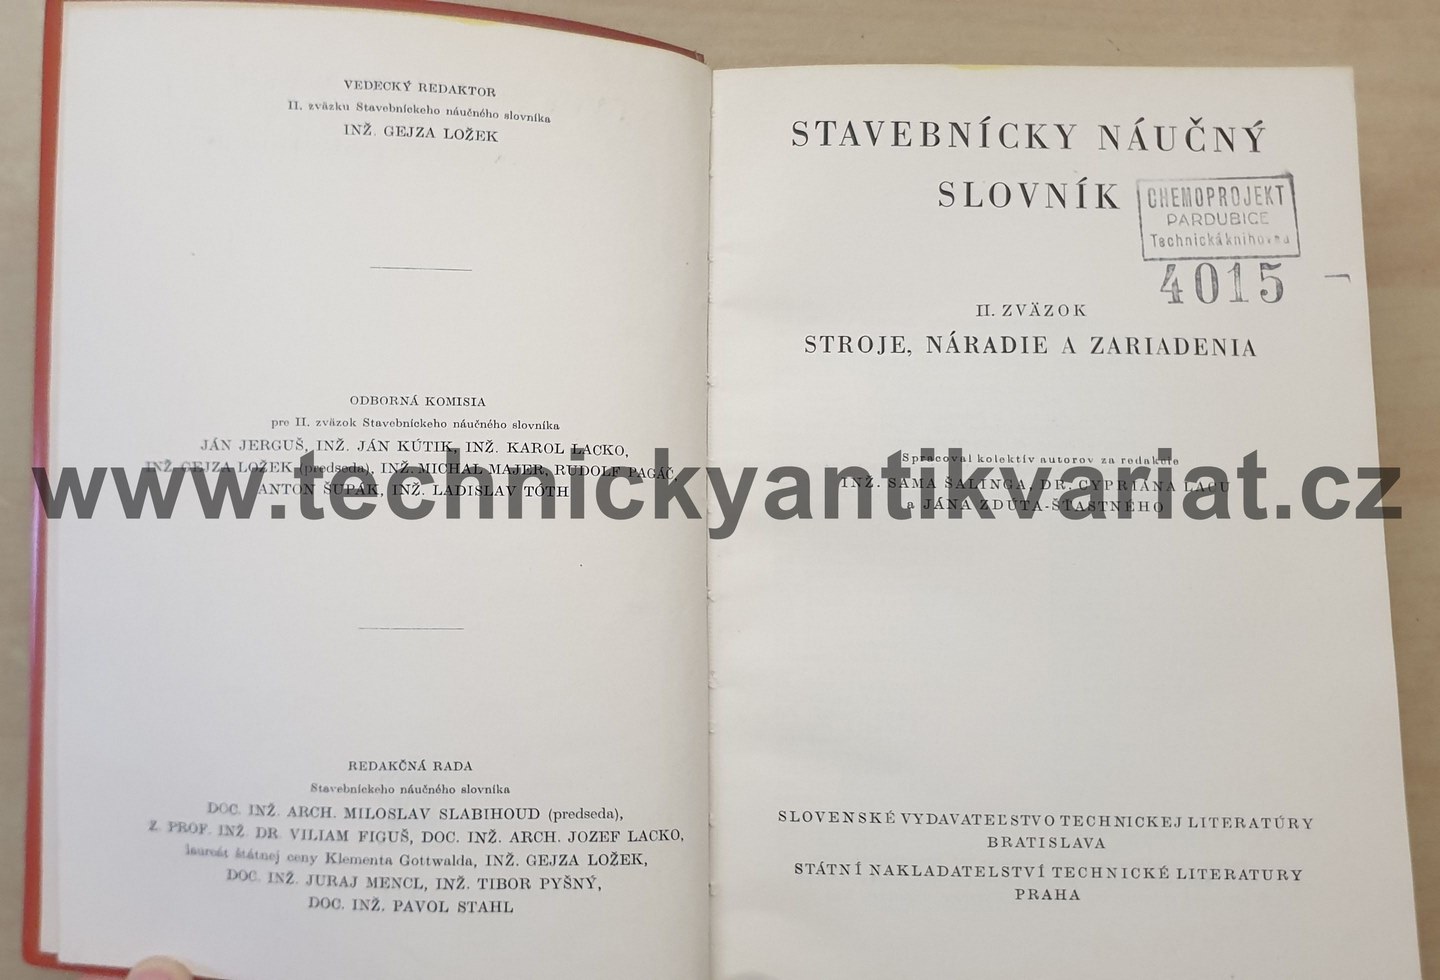 VEDECKÝ REDAKTOR
II. zväzku Stavebníckeho náučného slovníka
INŽ. GEJZA LOŽEK
ODBORNÁ KOMISIA
pre II. zväzok Stavebníckeho náučného slovníka
JÁN JERGUŠ, INŽ. JÁN KÚTIK, INŽ. KAROL LACKO,
INŽ. GEJZA LOŽEK (predseda), INŽ. MICHAL MAJER, RUDOLF PAGÁČ,
ANTON ŠUPÁK, INŽ. LADISLAV TÓTH
REDAKČNÁ RADA
Stavebníckeho náučného slovníka
DOC. INŽ. ARCH. MILOSLAV SLABIHOUD (predseda),
Z. PROF. INŽ. DR. VILIAM FIGUŠ, DOC. INŽ. ARCH. JOZEF LACKO,
laureát štátnej ceny Klementa Gottwalda, INŽ. GEJZA LOŽEK,
DOC. INŽ. JURAJ MENCL, INŽ. TIBOR PYŠNÝ,
DOC. INŽ. PAVOL STAHL
STAVEBNÍCKY NÁUČNÝ
SLOVNÍK
CHEMOPROJEKT
PARDUBICE
Technická knihovna
4015
II. ZVÄZOK
STROJE, NÁRADIE A ZARIADENIA
Spracoval kolektív autorov za redakcie
INŽ. SAMA ŠALINGA, DR. CYPRIÁNA LACU
a JÁNA ZDUTA-ŠŤASTNÉHO
SLOVENSKÉ VYDAVATEĽSTVO TECHNICKEJ LITERATÚRY
BRATISLAVA
STÁTNÍ NAKLADATELSTVÍ TECHNICKÉ LITERATURY
PRAHA
www.technickyantikvariat.cz